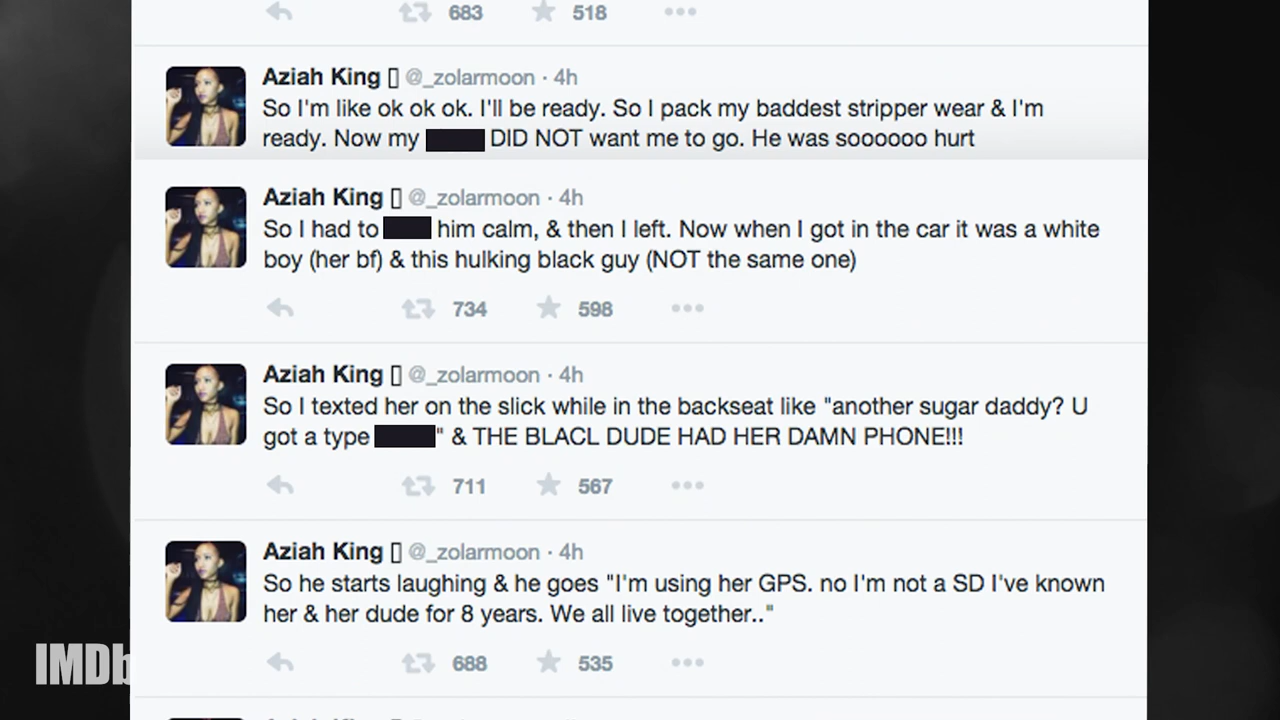 683 518
Aziah King @_zolarmoon · 4h
So I'm like ok ok ok. I'll be ready. So I pack my baddest stripper wear & I'm
ready. Now my DID NOT want me to go. He was soooooo hurt
Aziah King @_zolarmoon · 4h
So I had to him calm, & then I left. Now when I got in the car it was a white
boy (her bf) & this hulking black guy (NOT the same one)
734 598
Aziah King @_zolarmoon · 4h
So I texted her on the slick while in the backseat like "another sugar daddy? U
got a type " & THE BLACL DUDE HAD HER DAMN PHONE!!!
711 567
Aziah King @_zolarmoon · 4h
So he starts laughing & he goes "I'm using her GPS. no I'm not a SD I've known
her & her dude for 8 years. We all live together.."
688 535
IMDb